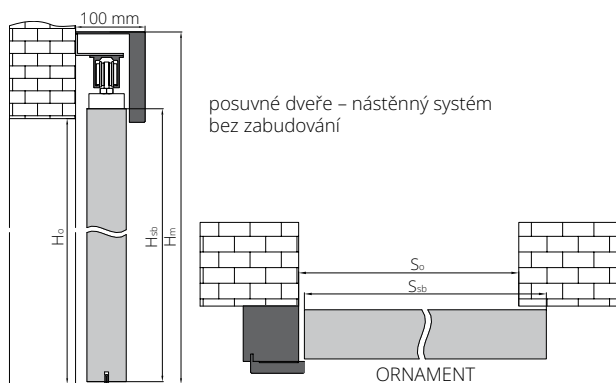 100 mm
posuvné dveře – nástěnný systém
bez zabudování
Ho
Hsb
Hm
So
Ssb
ORNAMENT